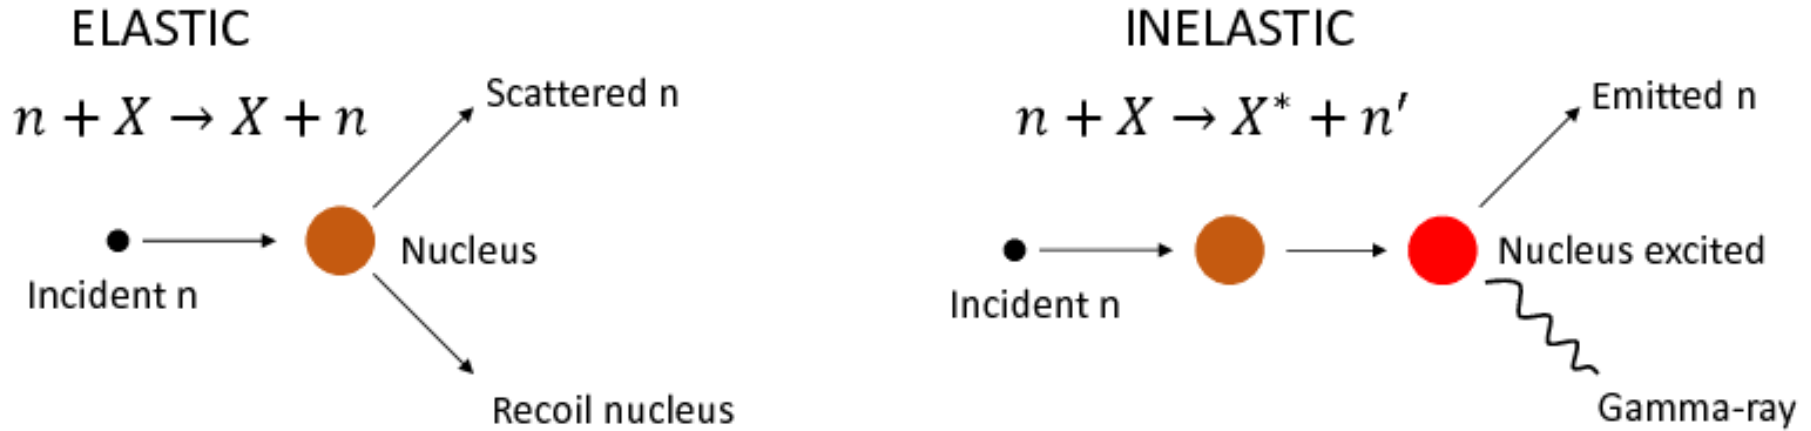 ELASTIC
n + X → X + n
Scattered n
Incident n
Nucleus
Recoil nucleus
INELASTIC
n + X → X* + n′
Emitted n
Incident n
Nucleus excited
Gamma-ray